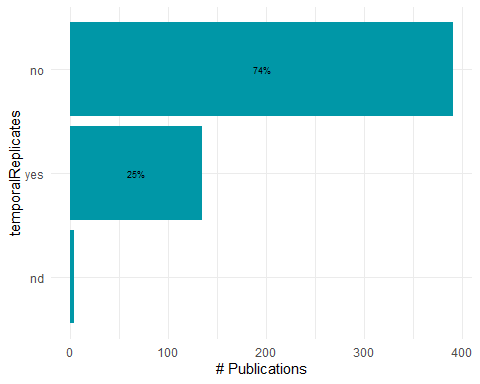 no
74%
yes
25%
nd
temporalReplicates
0
100
200
300
400
# Publications